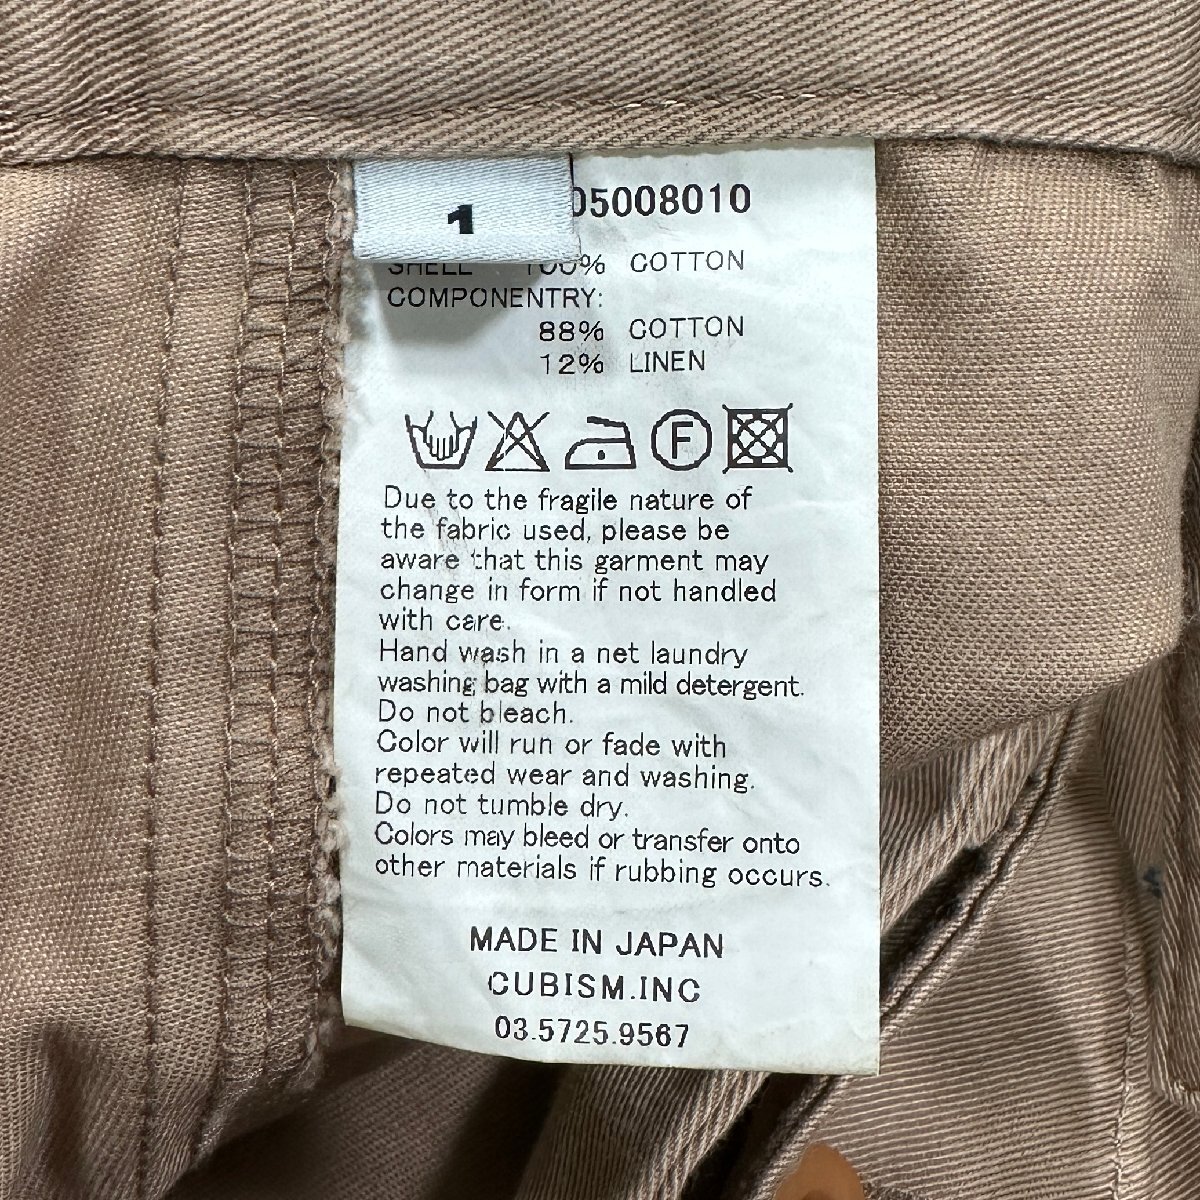 1
05008010
SHELL 100% COTTON
COMPONENTRY:
88% COTTON
12% LINEN
F
Due to the fragile nature of
the fabric used, please be
aware that this garment may
change in form if not handled
with care.
Hand wash in a net laundry
washing bag with a mild detergent.
Do not bleach.
Color will run or fade with
repeated wear and washing.
Do not tumble dry.
Colors may bleed or transfer onto
other materials if rubbing occurs.
MADE IN JAPAN
CUBISM.INC
03.5725.9567